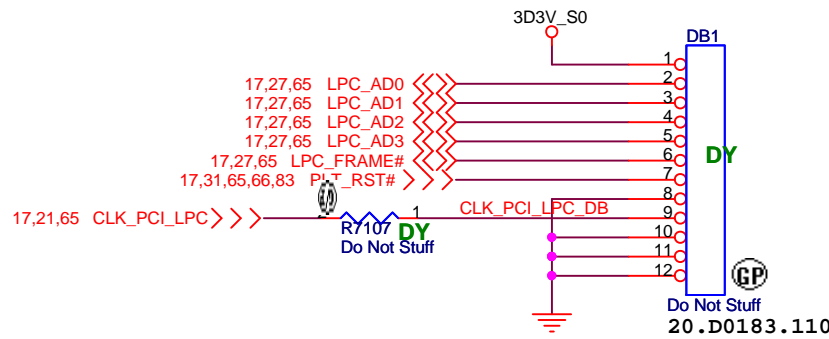 3D3V_S0
DB1
1
17,27,65 LPC_AD0 2
17,27,65 LPC_AD1 3
17,27,65 LPC_AD2 4
17,27,65 LPC_AD3 5
17,27,65 LPC_FRAME# 6
DY
17,31,65,66,83 PLT_RST# 7
8
17,21,65 CLK_PCI_LPC 1 CLK_PCI_LPC_DB 9
R7107 DY 10
Do Not Stuff 11
12
GP
Do Not Stuff
20.D0183.110